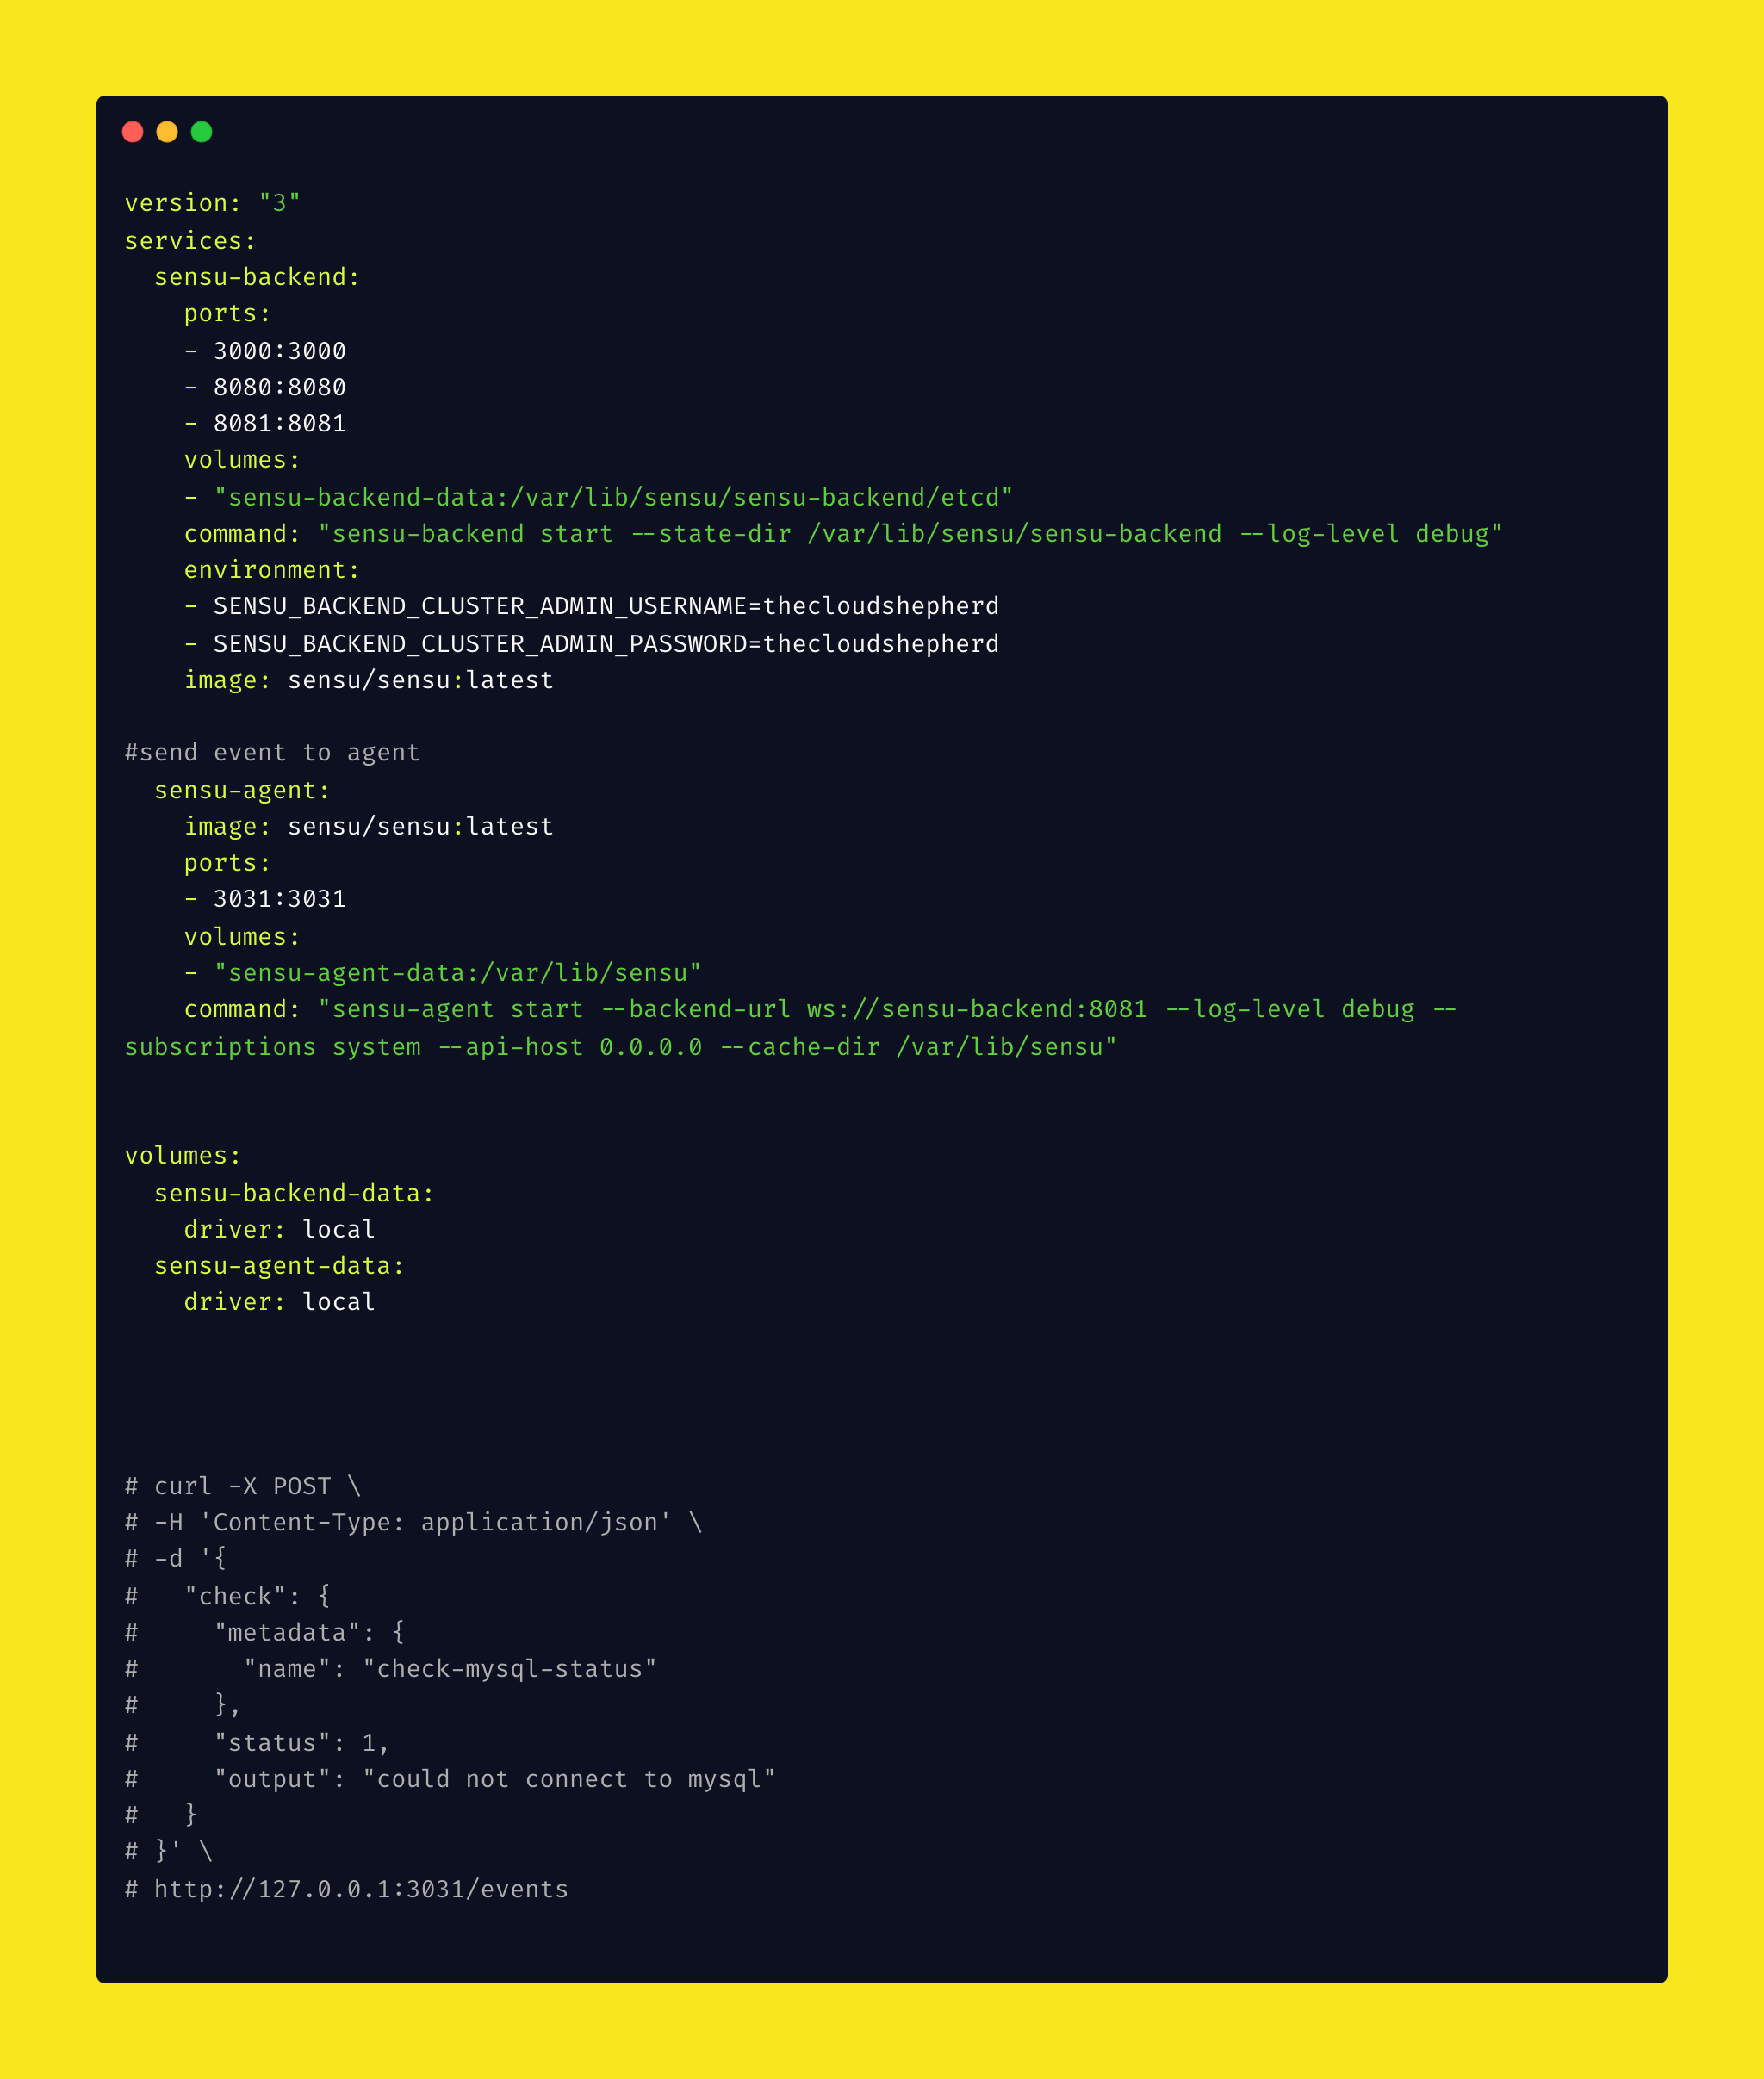 version: "3"
services:
  sensu-backend:
    ports:
    - 3000:3000
    - 8080:8080
    - 8081:8081
    volumes:
    - "sensu-backend-data:/var/lib/sensu/sensu-backend/etcd"
    command: "sensu-backend start --state-dir /var/lib/sensu/sensu-backend --log-level debug"
    environment:
    - SENSU_BACKEND_CLUSTER_ADMIN_USERNAME=thecloudshepherd
    - SENSU_BACKEND_CLUSTER_ADMIN_PASSWORD=thecloudshepherd
    image: sensu/sensu:latest

#send event to agent
  sensu-agent:
    image: sensu/sensu:latest
    ports:
    - 3031:3031
    volumes:
    - "sensu-agent-data:/var/lib/sensu"
    command: "sensu-agent start --backend-url ws://sensu-backend:8081 --log-level debug --
subscriptions system --api-host 0.0.0.0 --cache-dir /var/lib/sensu"

volumes:
  sensu-backend-data:
    driver: local
  sensu-agent-data:
    driver: local

# curl -X POST \
# -H 'Content-Type: application/json' \
# -d '{
#   "check": {
#     "metadata": {
#       "name": "check-mysql-status"
#     },
#     "status": 1,
#     "output": "could not connect to mysql"
#   }
# }' \
# http://127.0.0.1:3031/events